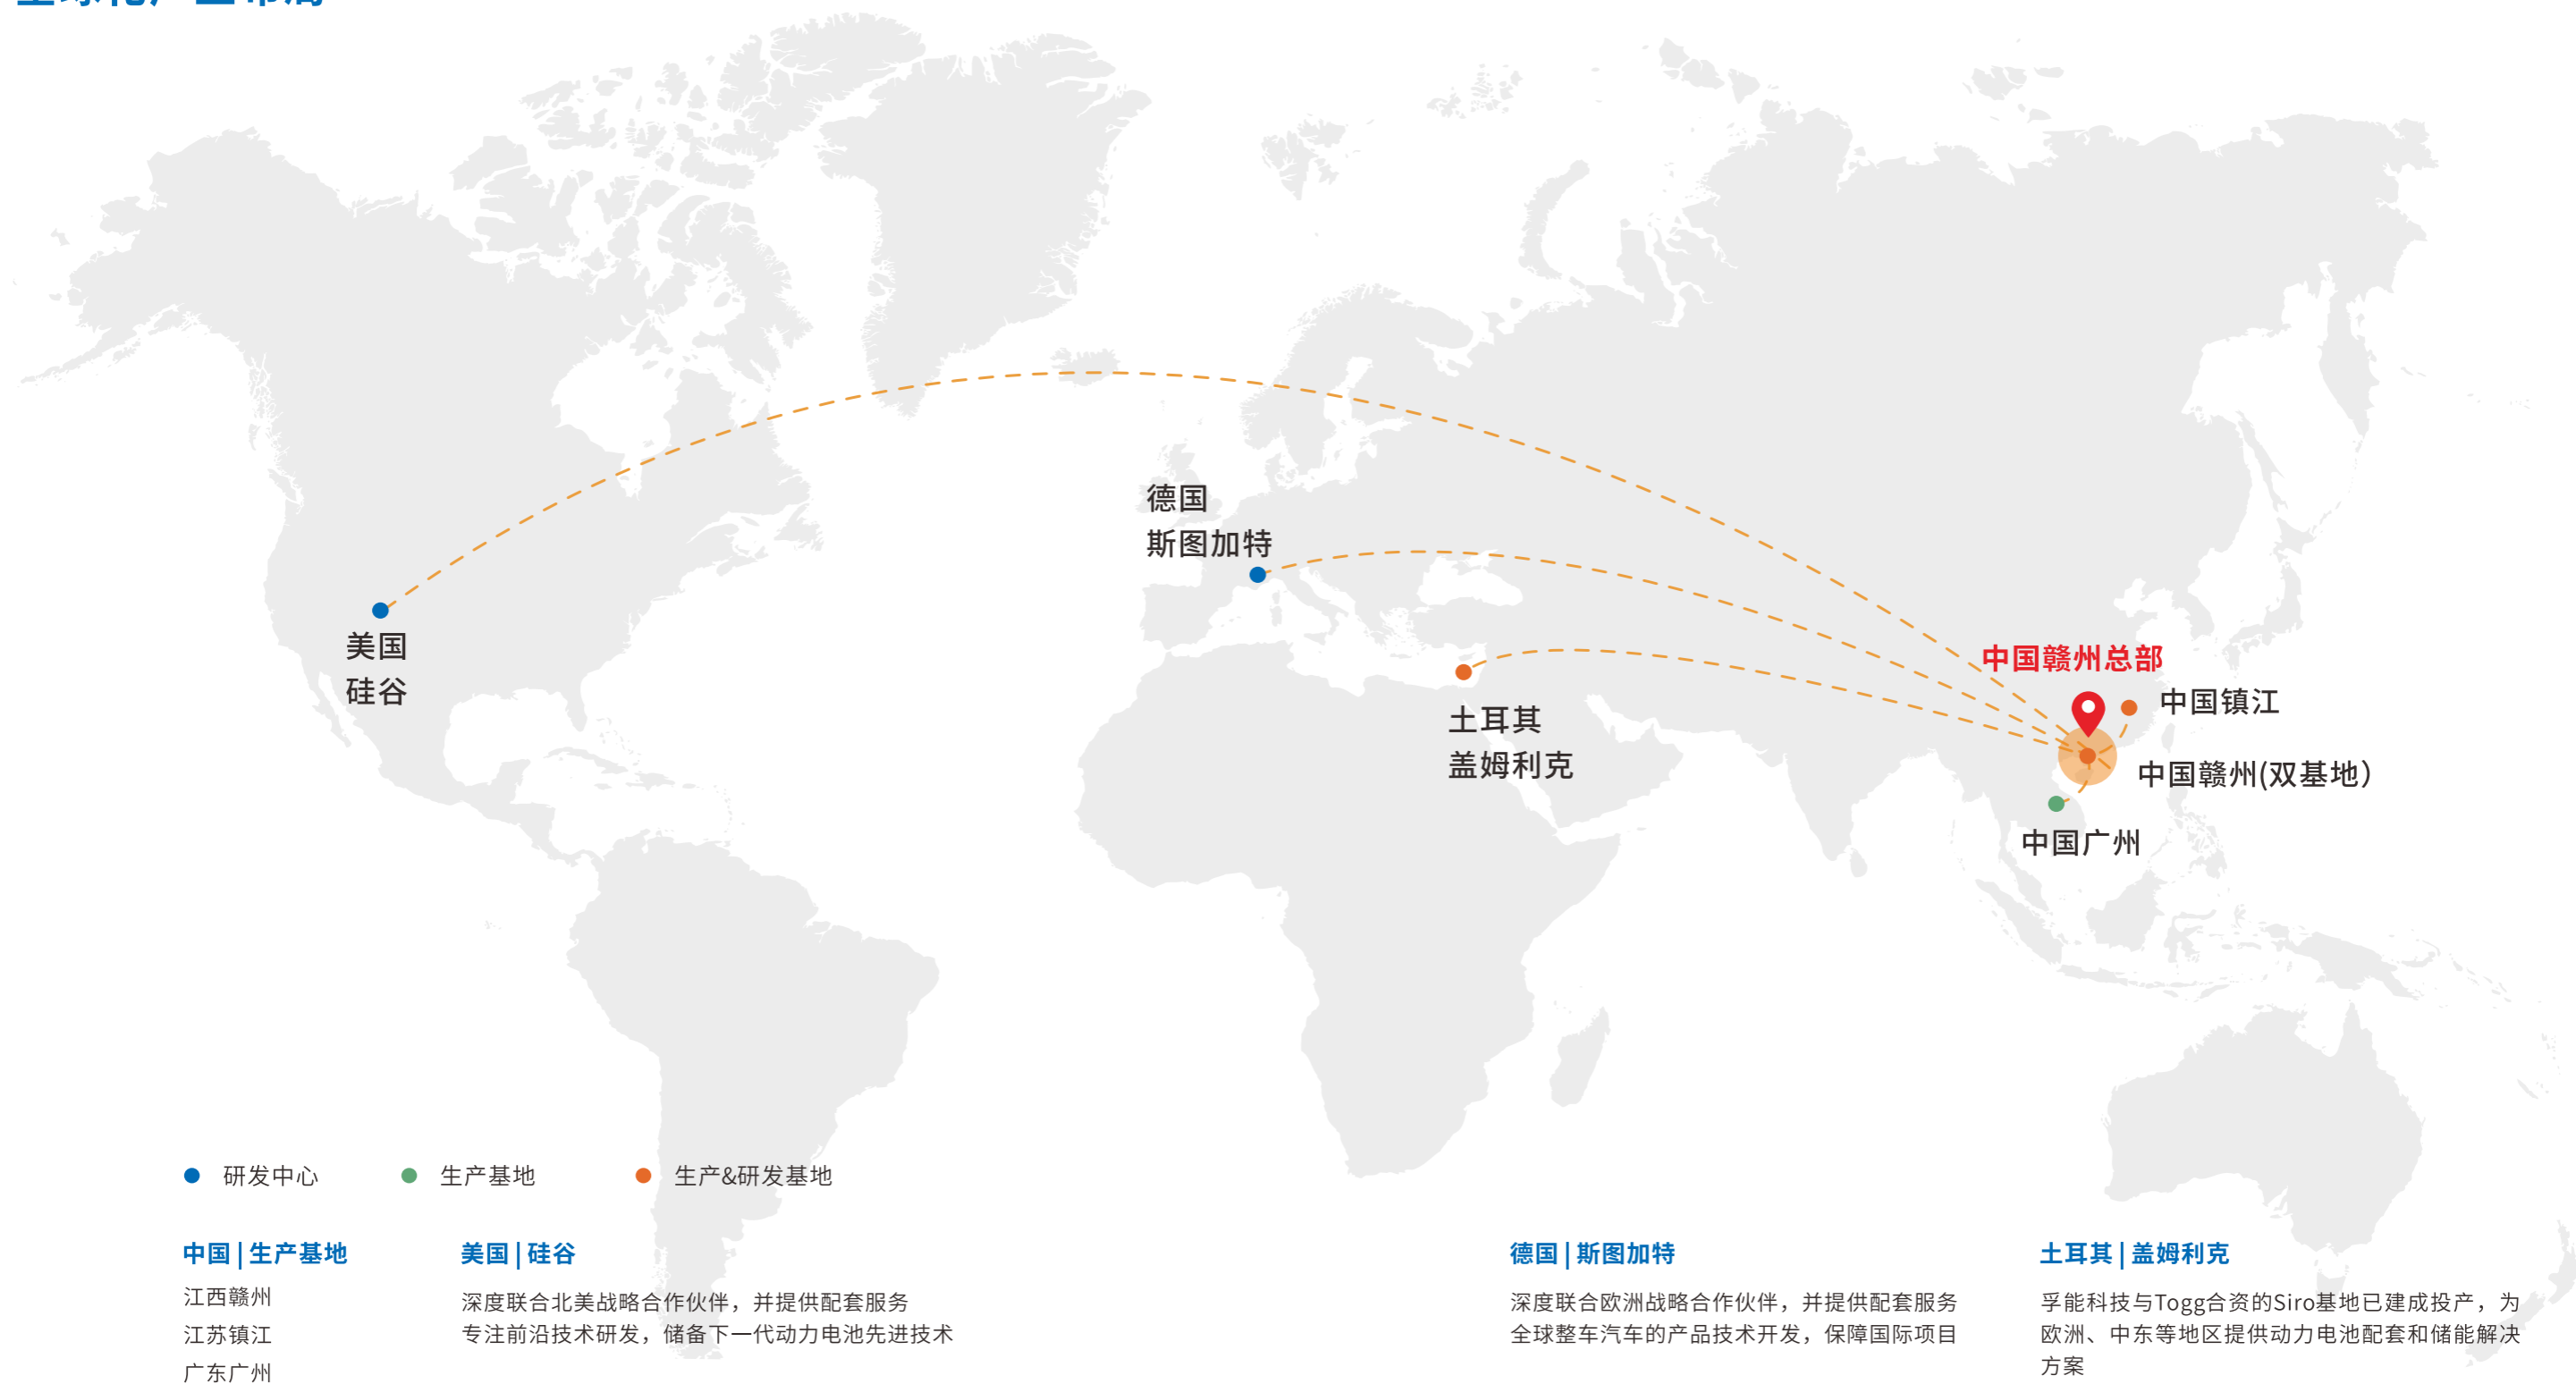 德国
斯图加特
美国
硅谷
土耳其
盖姆利克
中国赣州总部
中国镇江
中国赣州(双基地）
中国广州
研发中心
生产基地
生产&研发基地
中国|生产基地
江西赣州
江苏镇江
广东广州
美国|硅谷
深度联合北美战略合作伙伴，并提供配套服务
专注前沿技术研发，储备下一代动力电池先进技术
德国|斯图加特
深度联合欧洲战略合作伙伴，并提供配套服务
全球整车汽车的产品技术开发，保障国际项目
土耳其|盖姆利克
孚能科技与Togg合资的Siro基地已建成投产，为
欧洲、中东等地区提供动力电池配套和储能解决
方案